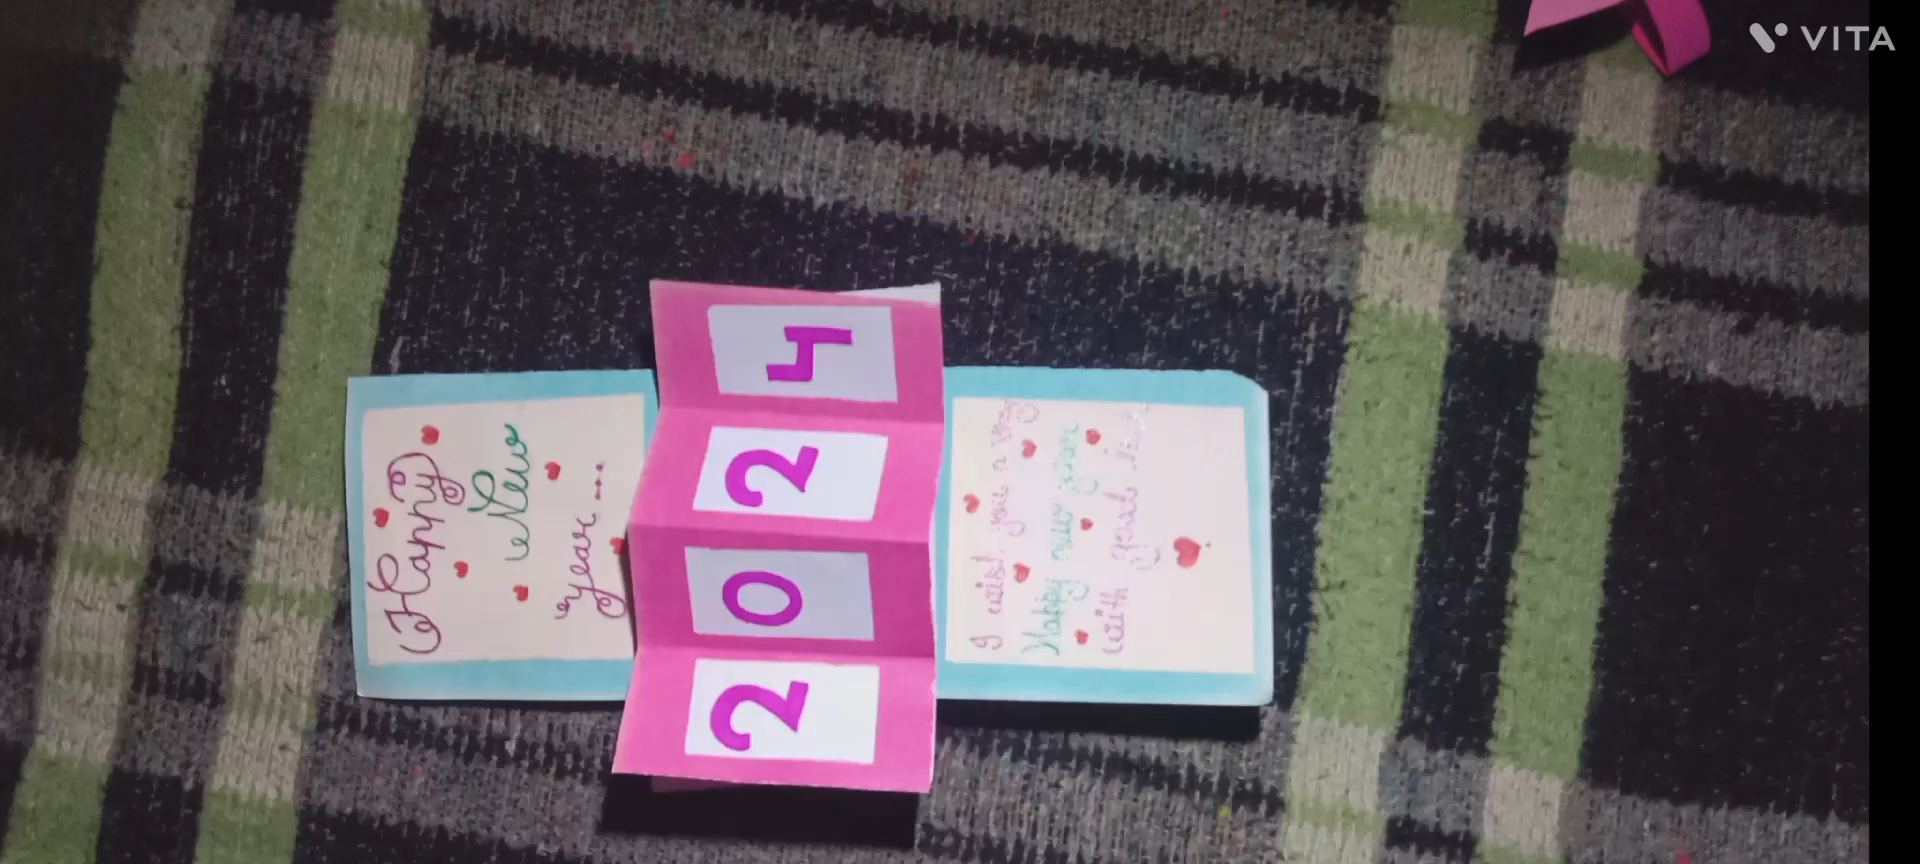 Happy
New
Year...
2024
I wish you a very
Happy new year
with good luck
VITA